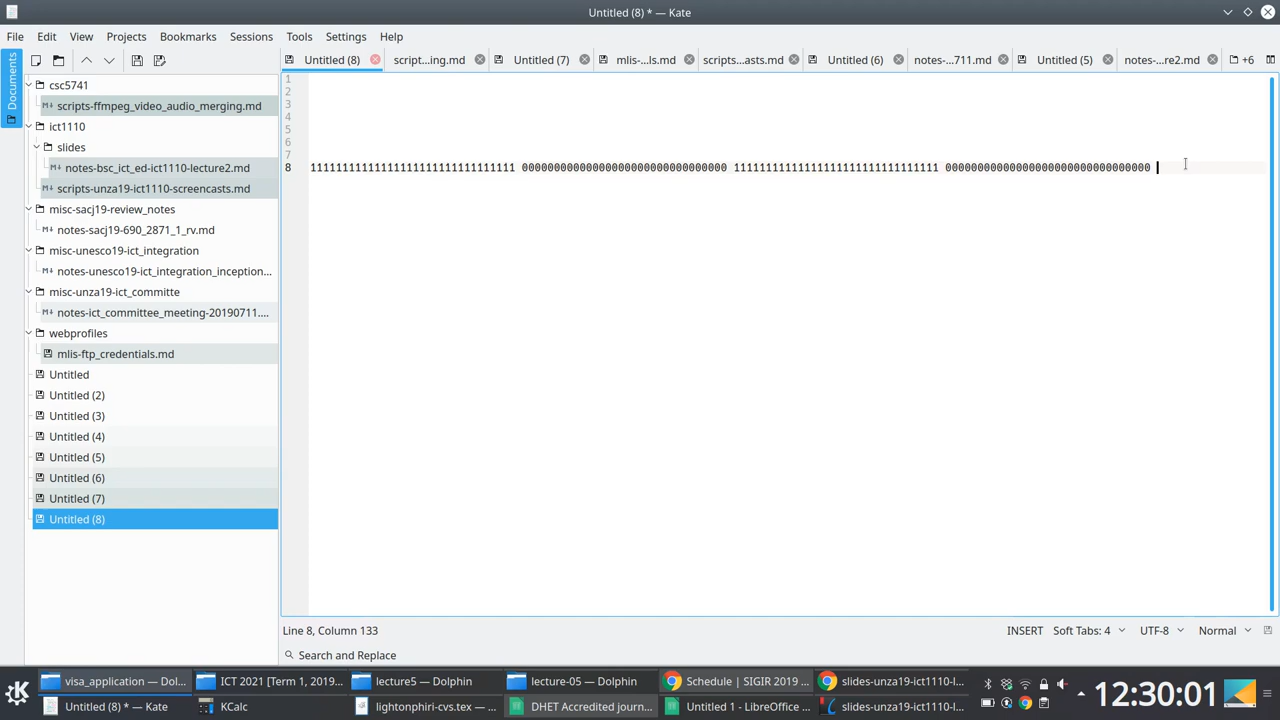 Untitled (8) * — Kate
File Edit View Projects Bookmarks Sessions Tools Settings Help
Documents
Untitled (8) script...ing.md Untitled (7) mlis-...ls.md scripts...asts.md Untitled (6) notes-...711.md Untitled (5) notes-...re2.md +6
csc5741
scripts-ffmpeg_video_audio_merging.md
ict1110
slides
notes-bsc_ict_ed-ict1110-lecture2.md
scripts-unza19-ict1110-screencasts.md
misc-sacj19-review_notes
notes-sacj19-690_2871_1_rv.md
misc-unesco19-ict_integration
notes-unesco19-ict_integration_inception...
misc-unza19-ict_committe
notes-ict_committee_meeting-20190711....
webprofiles
mlis-ftp_credentials.md
Untitled
Untitled (2)
Untitled (3)
Untitled (4)
Untitled (5)
Untitled (6)
Untitled (7)
Untitled (8)
1
2
3
4
5
6
7
8 11111111111111111111111111111111 00000000000000000000000000000000 11111111111111111111111111111111 00000000000000000000000000000000
Line 8, Column 133 INSERT Soft Tabs: 4 UTF-8 Normal
Search and Replace
visa_application — Dol... ICT 2021 [Term 1, 2019... lecture5 — Dolphin lecture-05 — Dolphin Schedule | SIGIR 2019 ... slides-unza19-ict1110-l...
Untitled (8) * — Kate KCalc lightonphiri-cvs.tex — ... DHET Accredited journ... Untitled 1 - LibreOffice ... slides-unza19-ict1110-l...
12:30:01